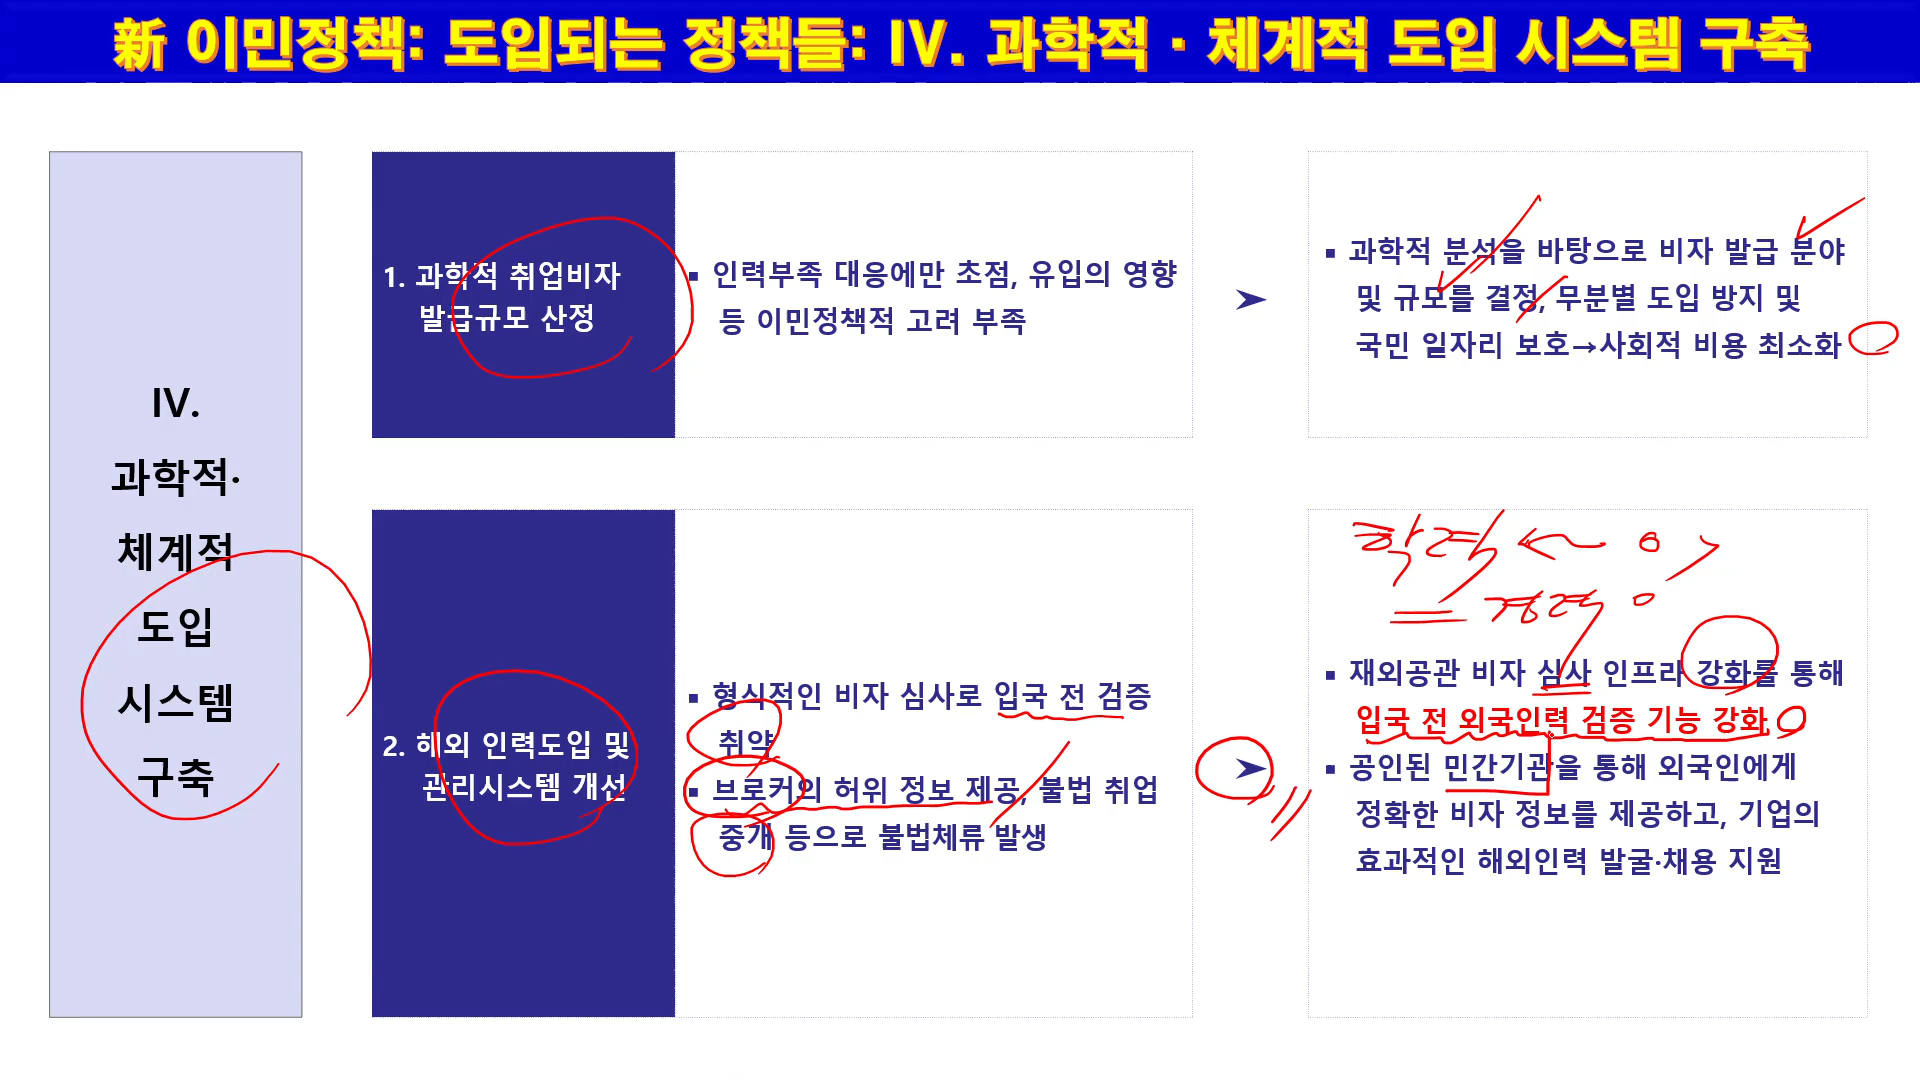 新 이민정책: 도입되는 정책들: Ⅳ. 과학적 · 체계적 도입 시스템 구축
Ⅳ.
과학적·
체계적
도입
시스템
구축
1. 과학적 취업비자
발급규모 산정
▪ 인력부족 대응에만 초점, 유입의 영향
등 이민정책적 고려 부족
➤
▪ 과학적 분석을 바탕으로 비자 발급 분야
및 규모를 결정, 무분별 도입 방지 및
국민 일자리 보호→사회적 비용 최소화
2. 해외 인력도입 및
관리시스템 개선
▪ 형식적인 비자 심사로 입국 전 검증
취약
▪ 브로커의 허위 정보 제공, 불법 취업
중개 등으로 불법체류 발생
➤
학력 ←
경력
▪ 재외공관 비자 심사 인프라 강화를 통해
입국 전 외국인력 검증 기능 강화
▪ 공인된 민간기관을 통해 외국인에게
정확한 비자 정보를 제공하고, 기업의
효과적인 해외인력 발굴·채용 지원